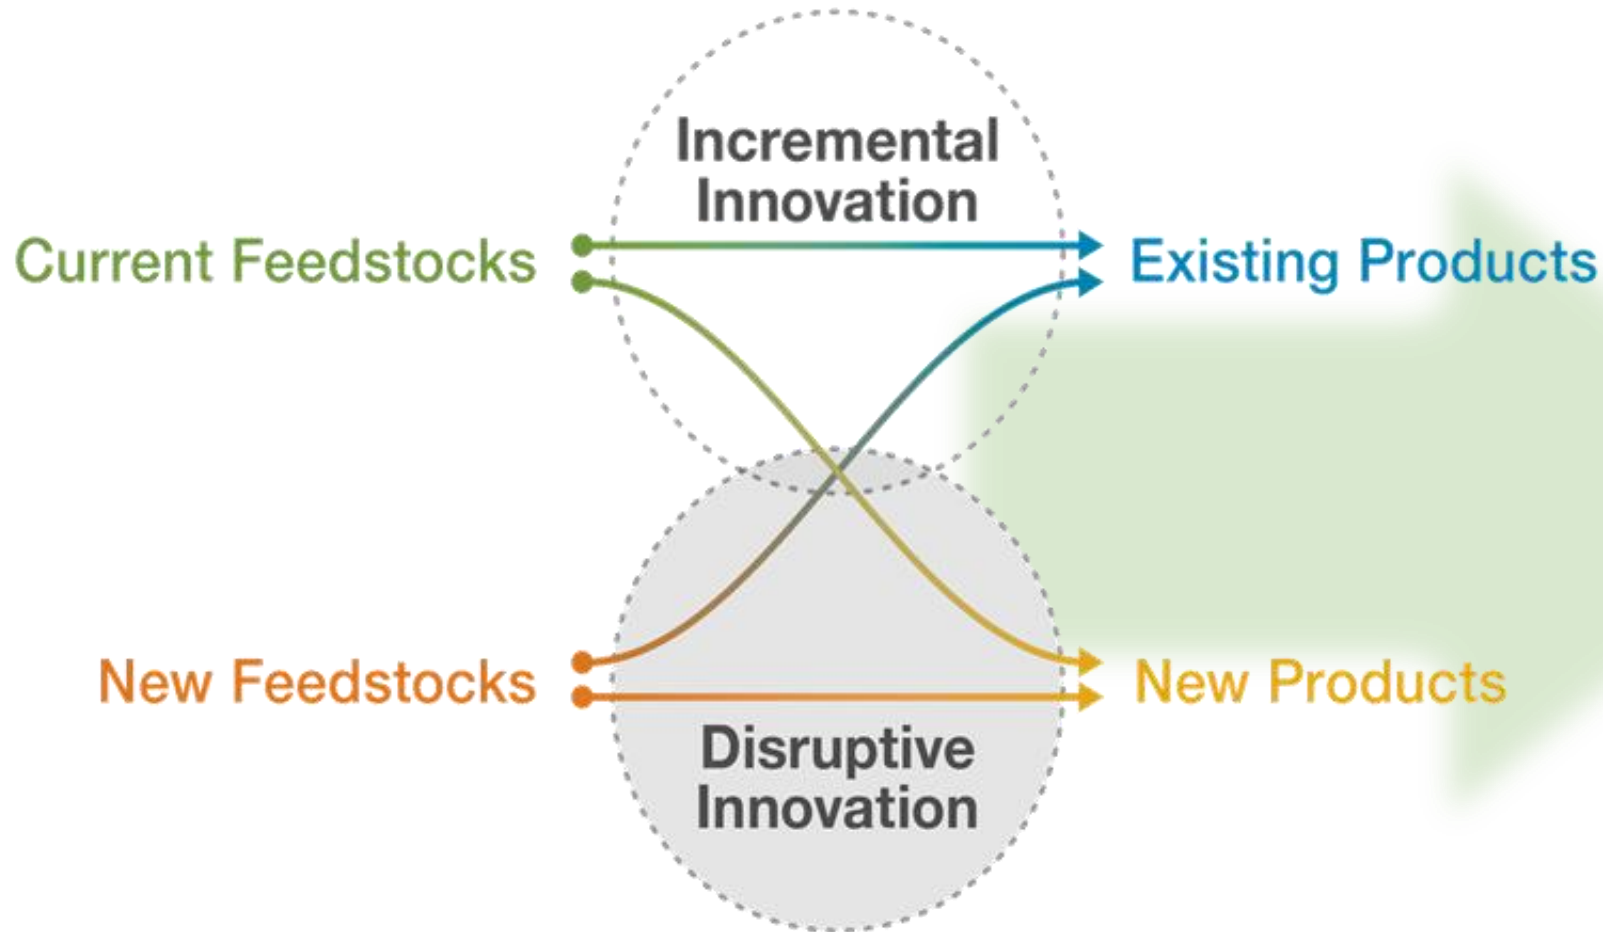 Incremental
Innovation
Current Feedstocks
Existing Products
New Feedstocks
New Products
Disruptive
Innovation